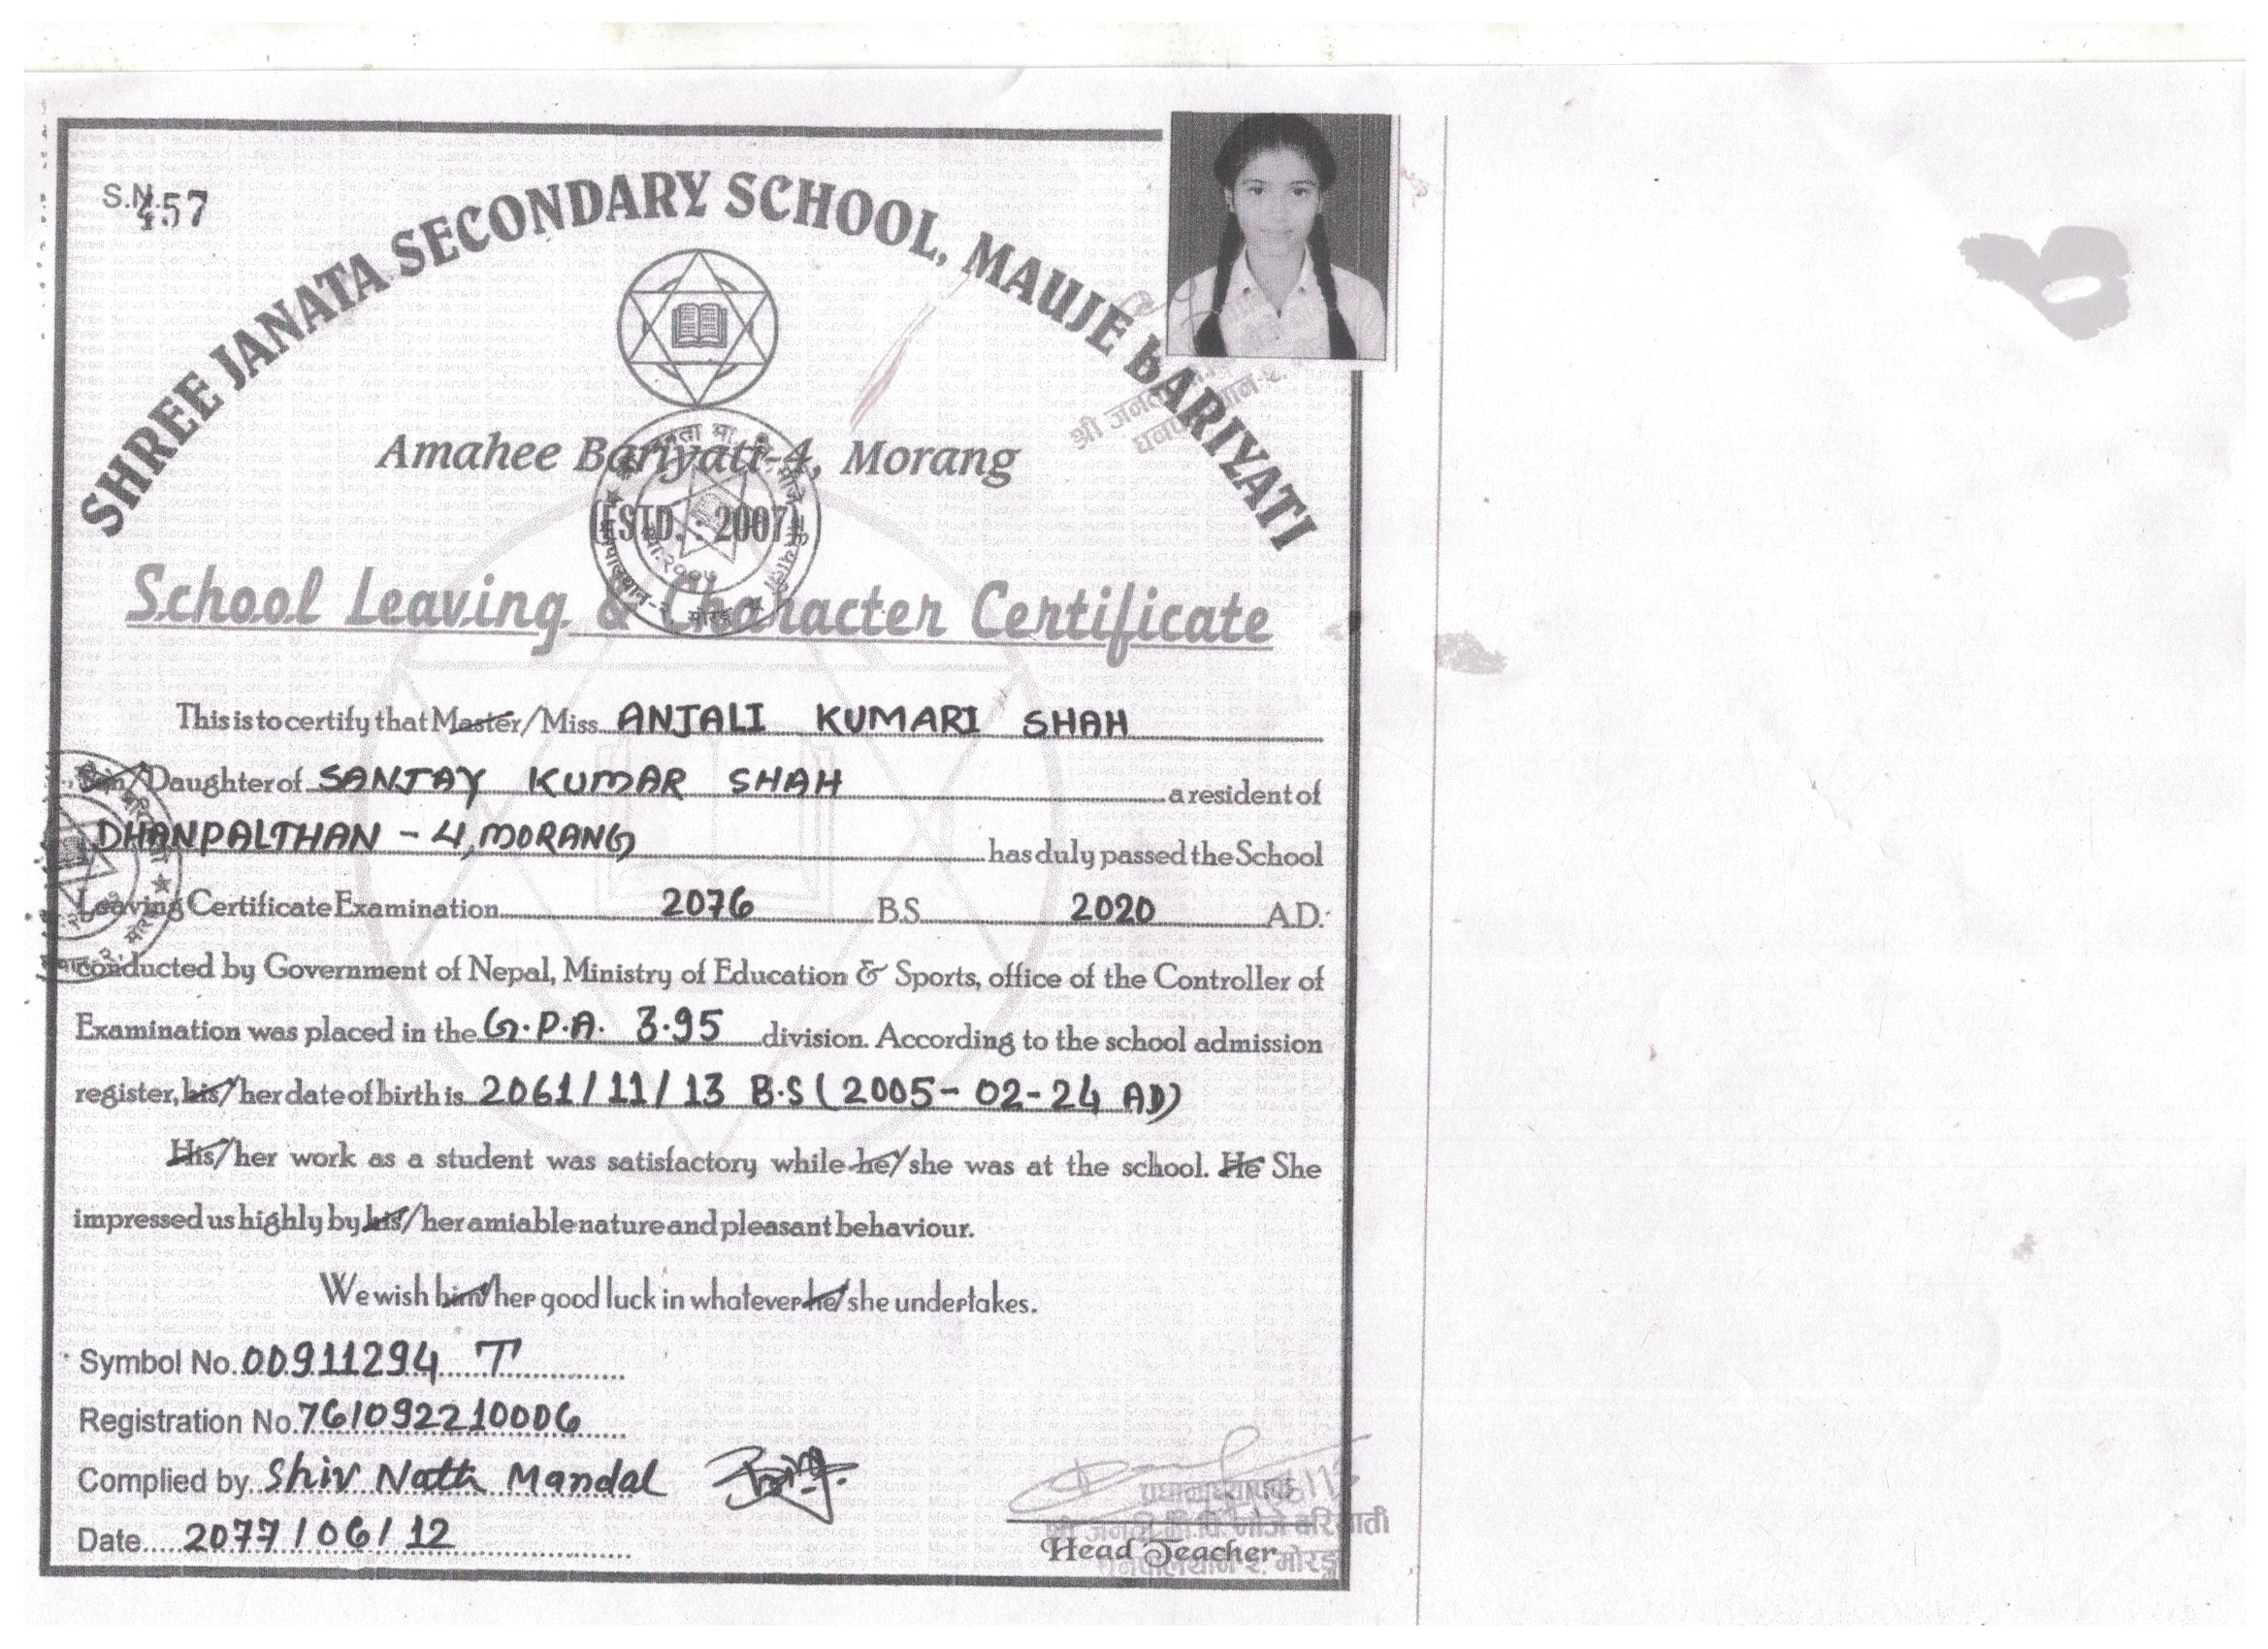 S.N. 457
SHREE JANATA SECONDARY SCHOOL, MAUJE BARIYATI
Amahee Bariyati-4, Morang
(ESTD. : 2007)
School Leaving & Character Certificate
This is to certify that Master/Miss ANJALI KUMARI SHAH
Son/Daughter of SANJAY KUMAR SHAH a resident of
DHANPALTHAN - 4, MORANG has duly passed the School
Leaving Certificate Examination 2076 B.S. 2020 A.D.
conducted by Government of Nepal, Ministry of Education & Sports, office of the Controller of
Examination was placed in the G.P.A. 3.95 division. According to the school admission
register, his/her date of birth is 2061/11/13 B.S (2005-02-24 AD)
His/her work as a student was satisfactory while he/she was at the school. He She
impressed us highly by his/her amiable nature and pleasant behaviour.
We wish him/her good luck in whatever he/she undertakes.
Symbol No. 00911294 T
Registration No. 761092210006
Complied by Shiv Nath Mandal
Date 2077/06/12
प्रधानाध्यापक
श्री जनता मा.वि. मौजे बरियाती
Head Teacher
धनपालथान-२, मोरङ